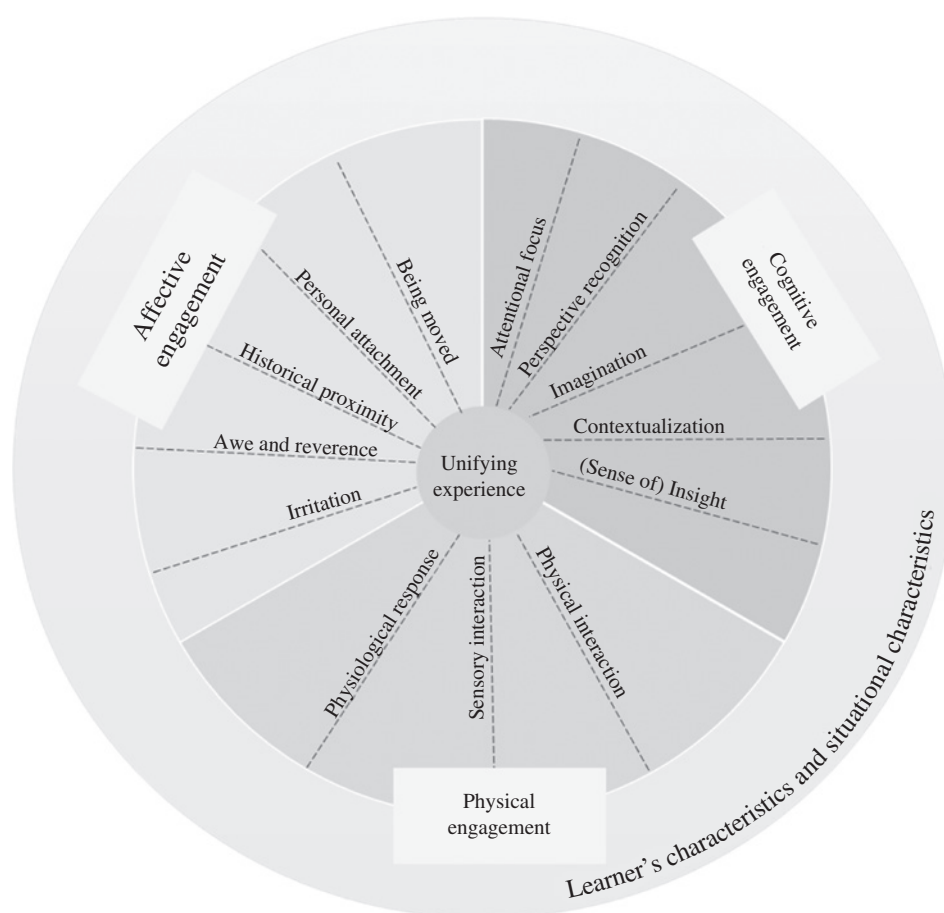 Affective
engagement
Being moved
Personal attachment
Historical proximity
Awe and reverence
Irritation
Cognitive
engagement
Attentional focus
Perspective recognition
Imagination
Contextualization
(Sense of) Insight
Unifying
experience
Physiological response
Sensory interaction
Physical interaction
Physical
engagement
Learner's characteristics and situational characteristics